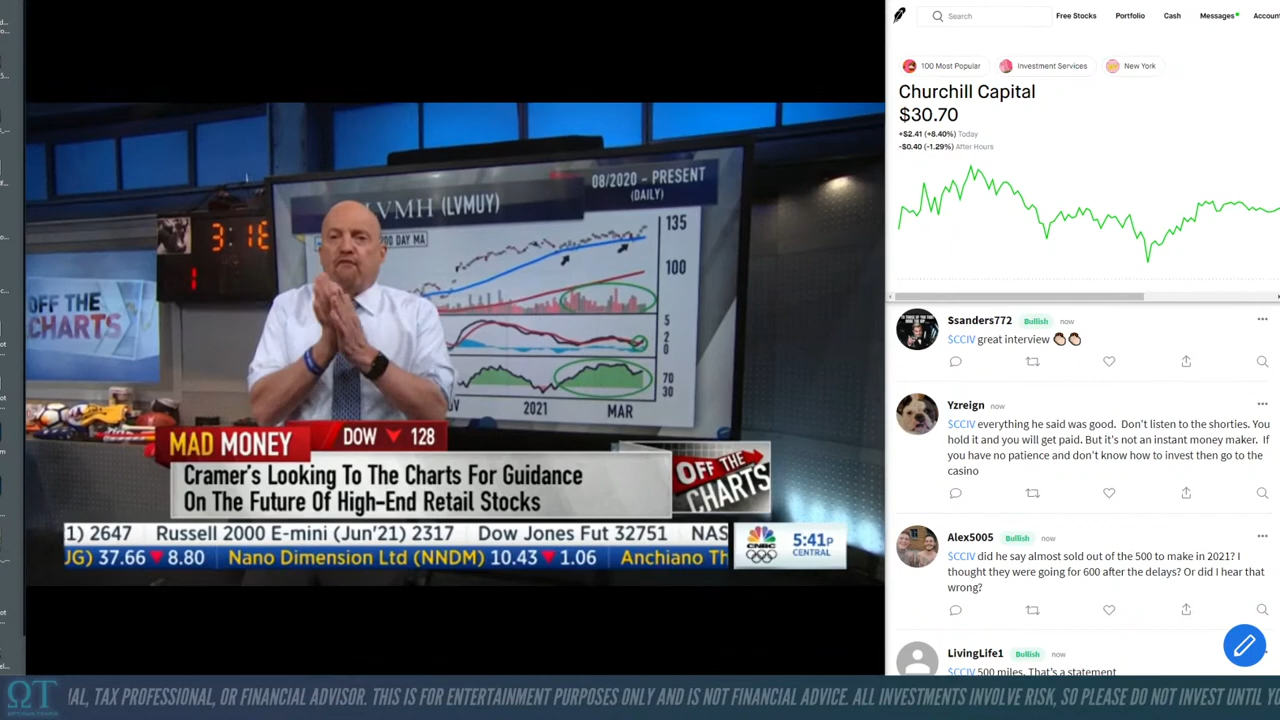 OFF THE
CHARTS
3:16
1
LVMH (LVMUY)
08/2020 - PRESENT
(DAILY)
200 DAY MA
135
100
5
2
0
70
30
2021
MAR
MAD MONEY
DOW ▼ 128
Cramer's Looking To The Charts For Guidance
On The Future Of High-End Retail Stocks
OFF THE
CHARTS
1) 2647 Russell 2000 E-mini (Jun'21) 2317 Dow Jones Fut 32751 NAS
JG) 37.66 ▼ 8.80 Nano Dimension Ltd (NNDM) 10.43 ▼ 1.06 Anchiano Th
CNBC
5:41P
CENTRAL
Search
Free Stocks
Portfolio
Cash
Messages
Accoun
100 Most Popular
Investment Services
New York
Churchill Capital
$30.70
+$2.41 (+8.40%) Today
-$0.40 (-1.29%) After Hours
Ssanders772 Bullish now
$CCIV great interview 👏🏻👏🏻
Yzreign now
$CCIV everything he said was good. Don't listen to the shorties. You
hold it and you will get paid. But it's not an instant money maker. If
you have no patience and don't know how to invest then go to the
casino
Alex5005 Bullish now
$CCIV did he say almost sold out of the 500 to make in 2021? I
thought they were going for 600 after the delays? Or did I hear that
wrong?
LivingLife1 Bullish now
$CCIV 500 miles. That's a statement
ΩT
IAL, TAX PROFESSIONAL, OR FINANCIAL ADVISOR. THIS IS FOR ENTERTAINMENT PURPOSES ONLY AND IS NOT FINANCIAL ADVICE. ALL INVESTMENTS INVOLVE RISK, SO PLEASE DO NOT INVEST UNTIL YO